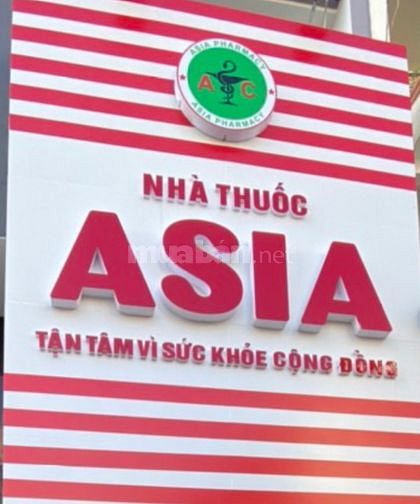 ASIA PHARMACY
A C
ASIA PHARMACY
NHÀ THUỐC
ASIA
muaban.net
TẬN TÂM VÌ SỨC KHỎE CỘNG ĐỒNG